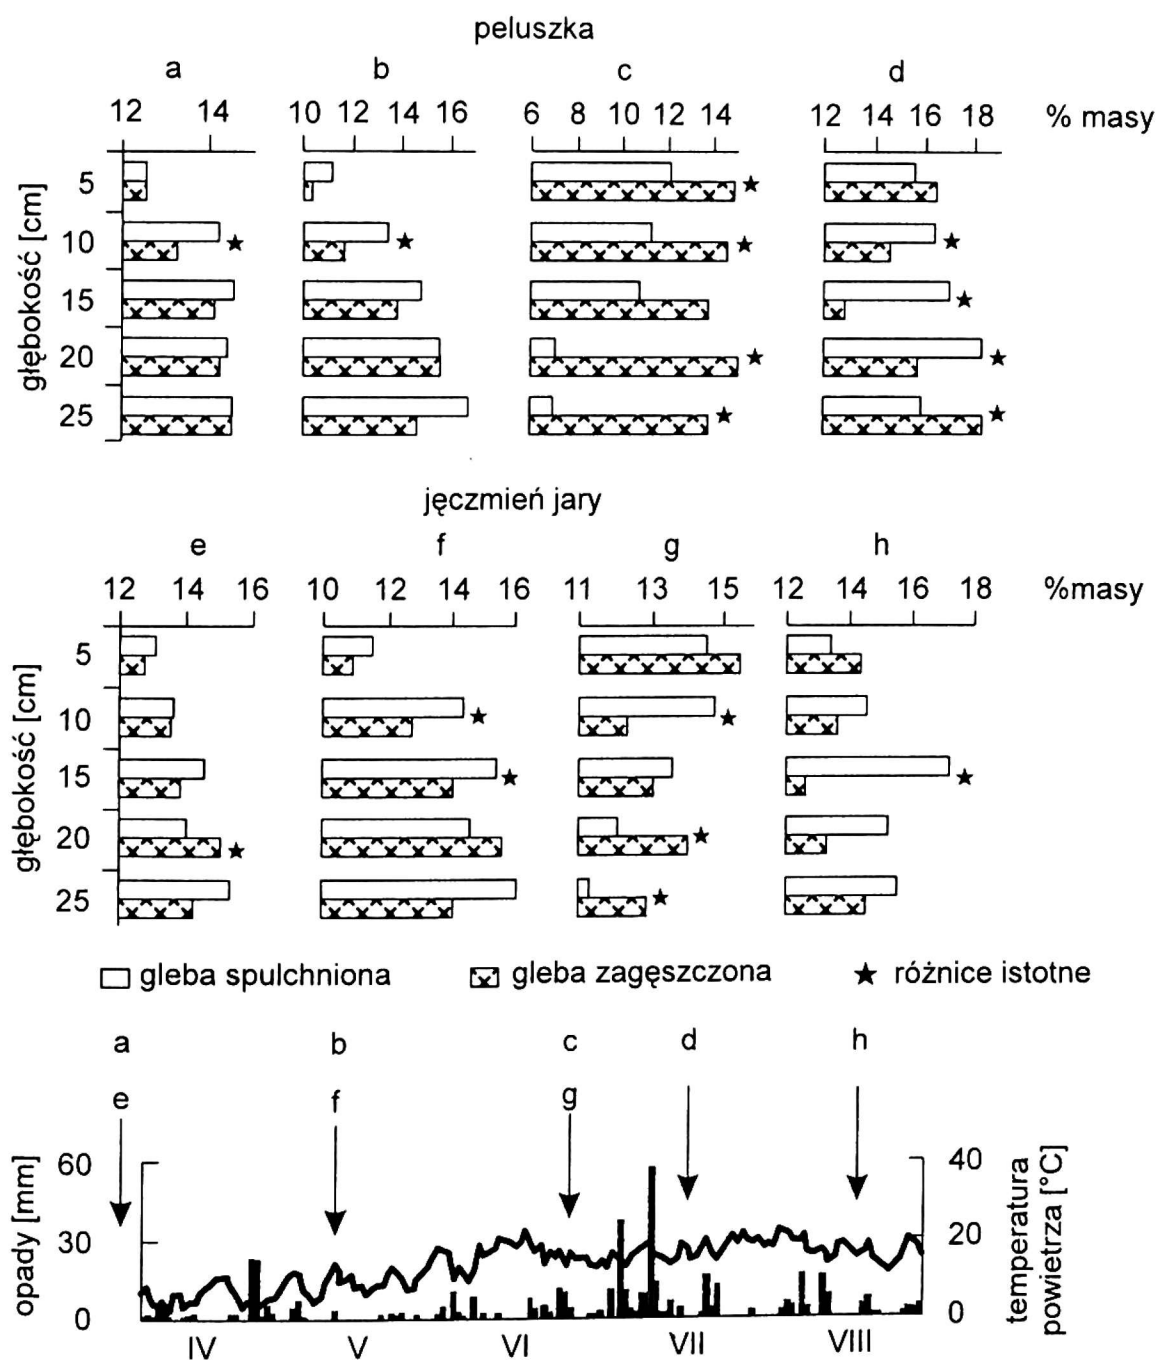 peluszka
a b c d
12 14 10 12 14 16 6 8 10 12 14 12 14 16 18 % masy
głębokość [cm]
5
10
15
20
25
jęczmień jary
e f g h
12 14 16 10 12 14 16 11 13 15 12 14 16 18 %masy
głębokość [cm]
5
10
15
20
25
gleba spulchniona gleba zagęszczona ★ różnice istotne
a b c d h
e f g
opady [mm]
60
30
0
40
20
0
temperatura
powietrza [°C]
IV V VI VII VIII